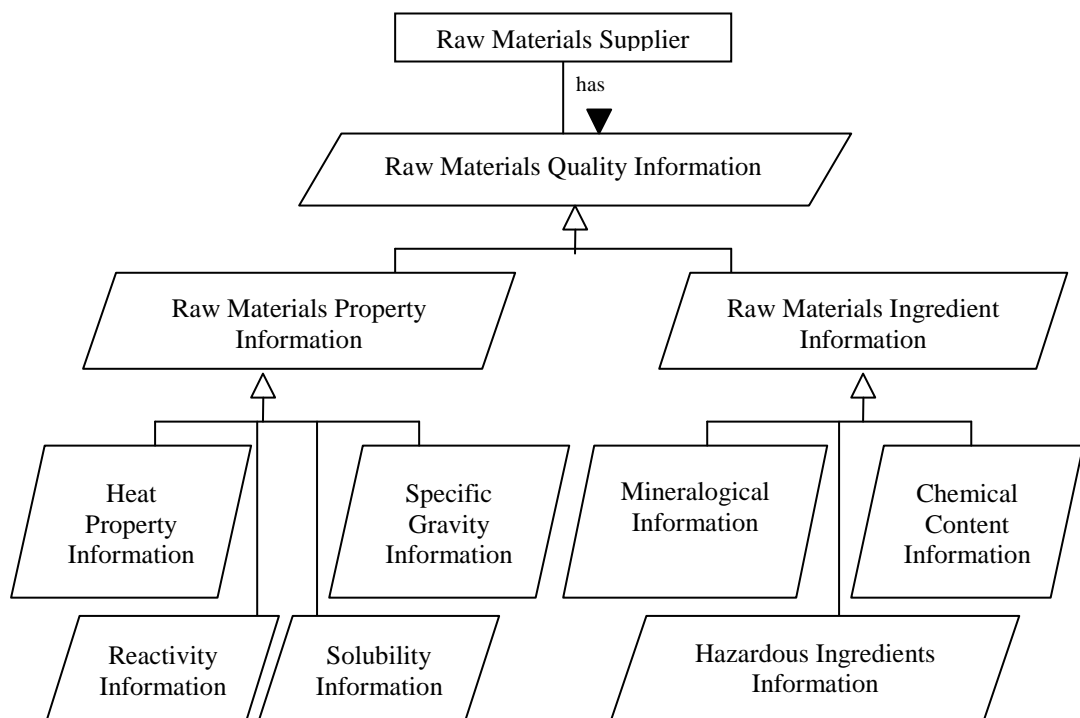 Raw Materials Supplier
has
Raw Materials Quality Information
Raw Materials Property
Information
Raw Materials Ingredient
Information
Heat
Property
Information
Specific
Gravity
Information
Mineralogical
Information
Chemical
Content
Information
Reactivity
Information
Solubility
Information
Hazardous Ingredients
Information